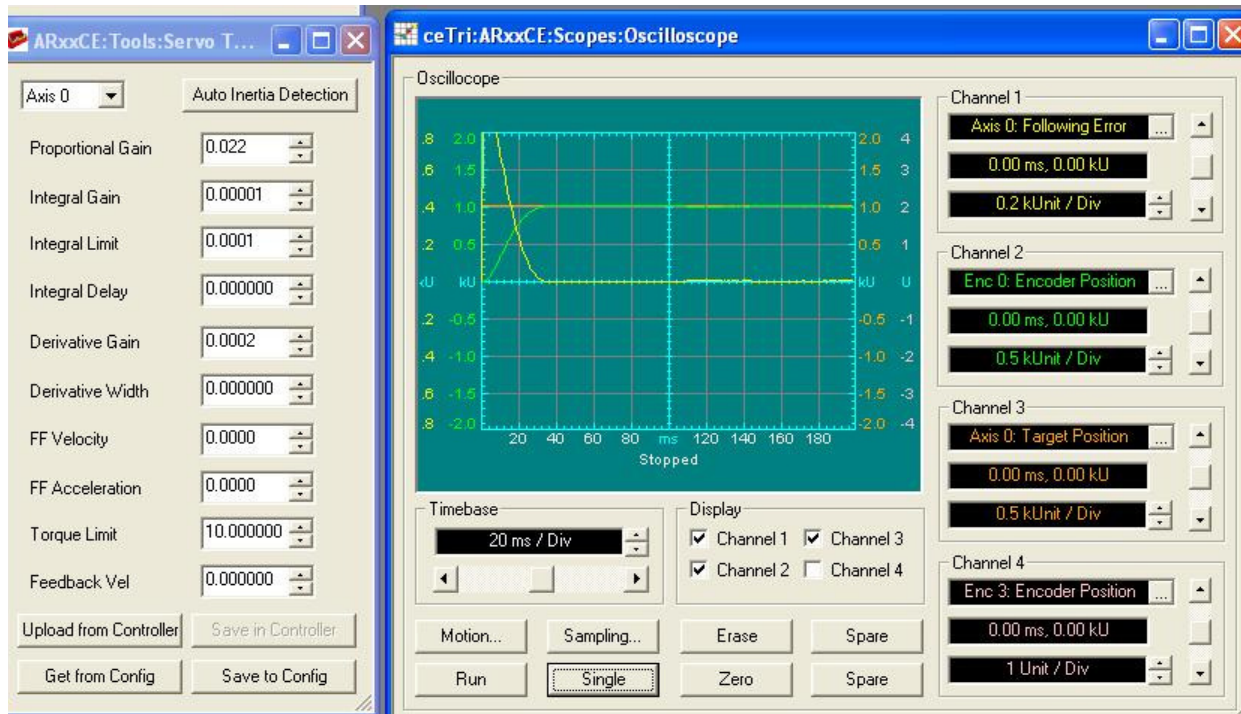 ARxxCE:Tools:Servo T...
Axis 0
Auto Inertia Detection
Proportional Gain 0.022
Integral Gain 0.00001
Integral Limit 0.0001
Integral Delay 0.000000
Derivative Gain 0.0002
Derivative Width 0.000000
FF Velocity 0.0000
FF Acceleration 0.0000
Torque Limit 10.000000
Feedback Vel 0.000000
Upload from Controller Save in Controller
Get from Config Save to Config
ceTri:ARxxCE:Scopes:Oscilloscope
Oscillocope
.8 2.0 2.0 4
.6 1.5 1.5 3
.4 1.0 1.0 2
.2 0.5 0.5 1
kU kU kU U
.2 -0.5 -0.5 -1
.4 -1.0 -1.0 -2
.6 -1.5 -1.5 -3
.8 -2.0 -2.0 -4
20 40 60 80 ms 120 140 160 180
Stopped
Timebase
20 ms / Div
Display
Channel 1 Channel 3
Channel 2 Channel 4
Motion... Sampling... Erase Spare
Run Single Zero Spare
Channel 1
Axis 0: Following Error ...
0.00 ms, 0.00 kU
0.2 kUnit / Div
Channel 2
Enc 0: Encoder Position ...
0.00 ms, 0.00 kU
0.5 kUnit / Div
Channel 3
Axis 0: Target Position ...
0.00 ms, 0.00 kU
0.5 kUnit / Div
Channel 4
Enc 3: Encoder Position ...
0.00 ms, 0.00 kU
1 Unit / Div